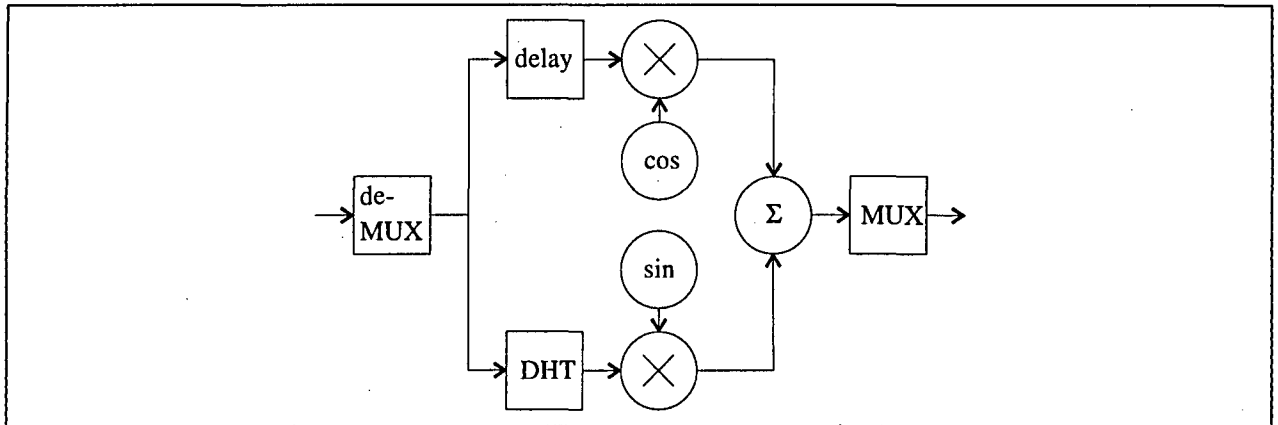 delay
cos
de-
MUX
Σ
MUX
sin
DHT